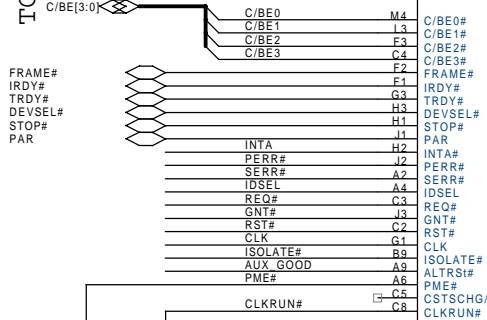 TO
C/BE[3:0]
C/BE0 M4 C/BE0#
C/BE1 L3 C/BE1#
C/BE2 F3 C/BE2#
C/BE3 C4 C/BE3#
FRAME# F2 FRAME#
IRDY# F1 IRDY#
TRDY# G3 TRDY#
DEVSEL# H3 DEVSEL#
STOP# H1 STOP#
PAR J1 PAR
INTA H2 INTA#
PERR# J2 PERR#
SERR# A2 SERR#
IDSEL A4 IDSEL
REQ# C3 REQ#
GNT# J3 GNT#
RST# C2 RST#
CLK G1 CLK
ISOLATE# B9 ISOLATE#
AUX_GOOD A9 ALTRSt#
PME# A6 PME#
C5 CSTSCHG/
CLKRUN# C8 CLKRUN#